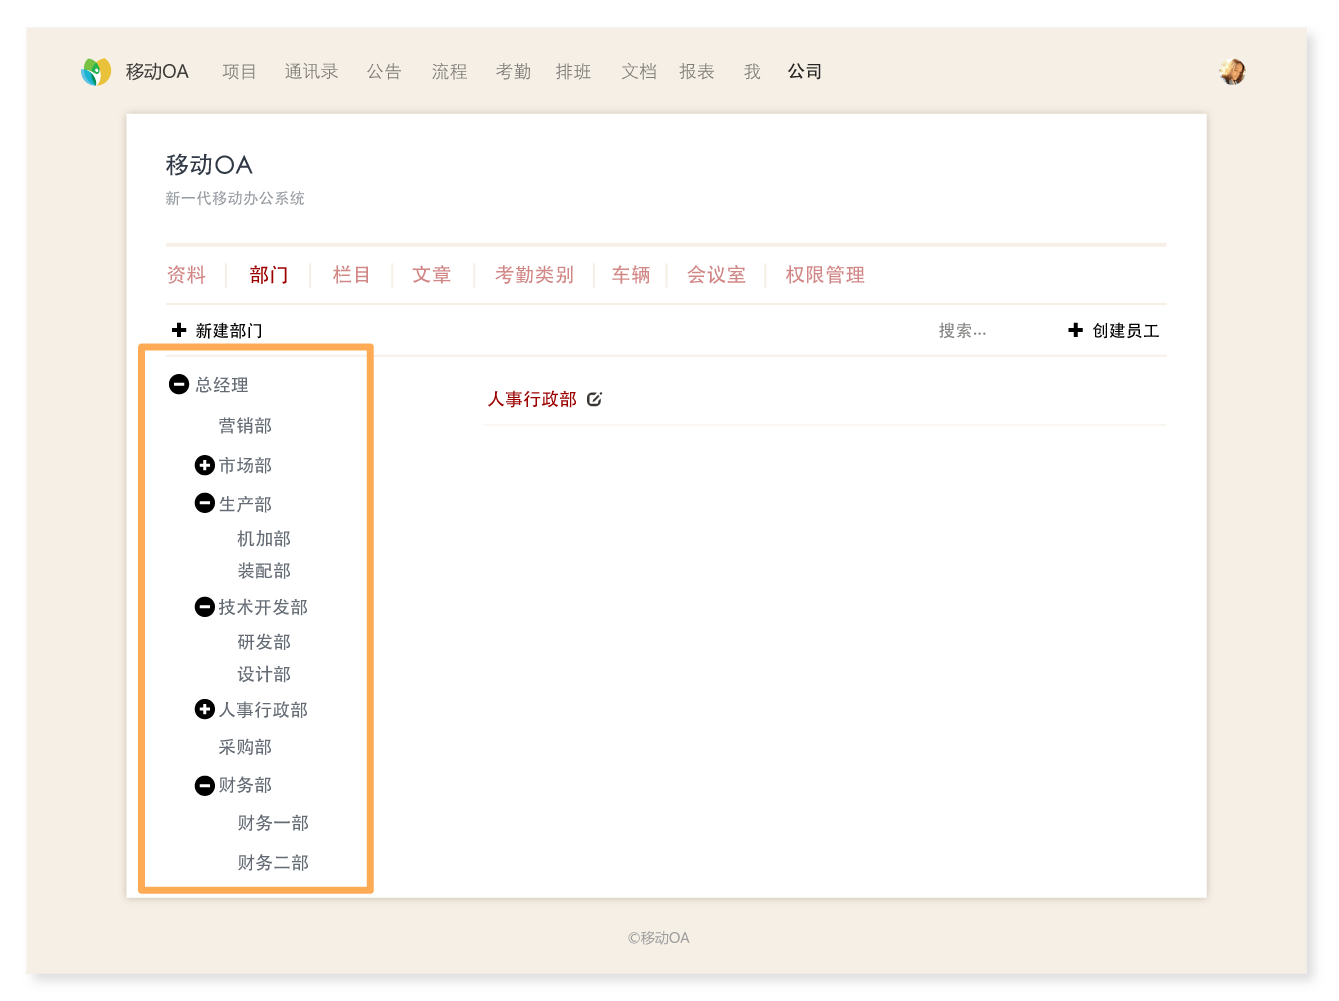 移动OA 项目 通讯录 公告 流程 考勤 排班 文档 报表 我 公司
移动OA
新一代移动办公系统
资料 部门 栏目 文章 考勤类别 车辆 会议室 权限管理
新建部门 搜索... 创建员工
总经理
人事行政部
营销部
市场部
生产部
机加部
装配部
技术开发部
研发部
设计部
人事行政部
采购部
财务部
财务一部
财务二部
©移动OA